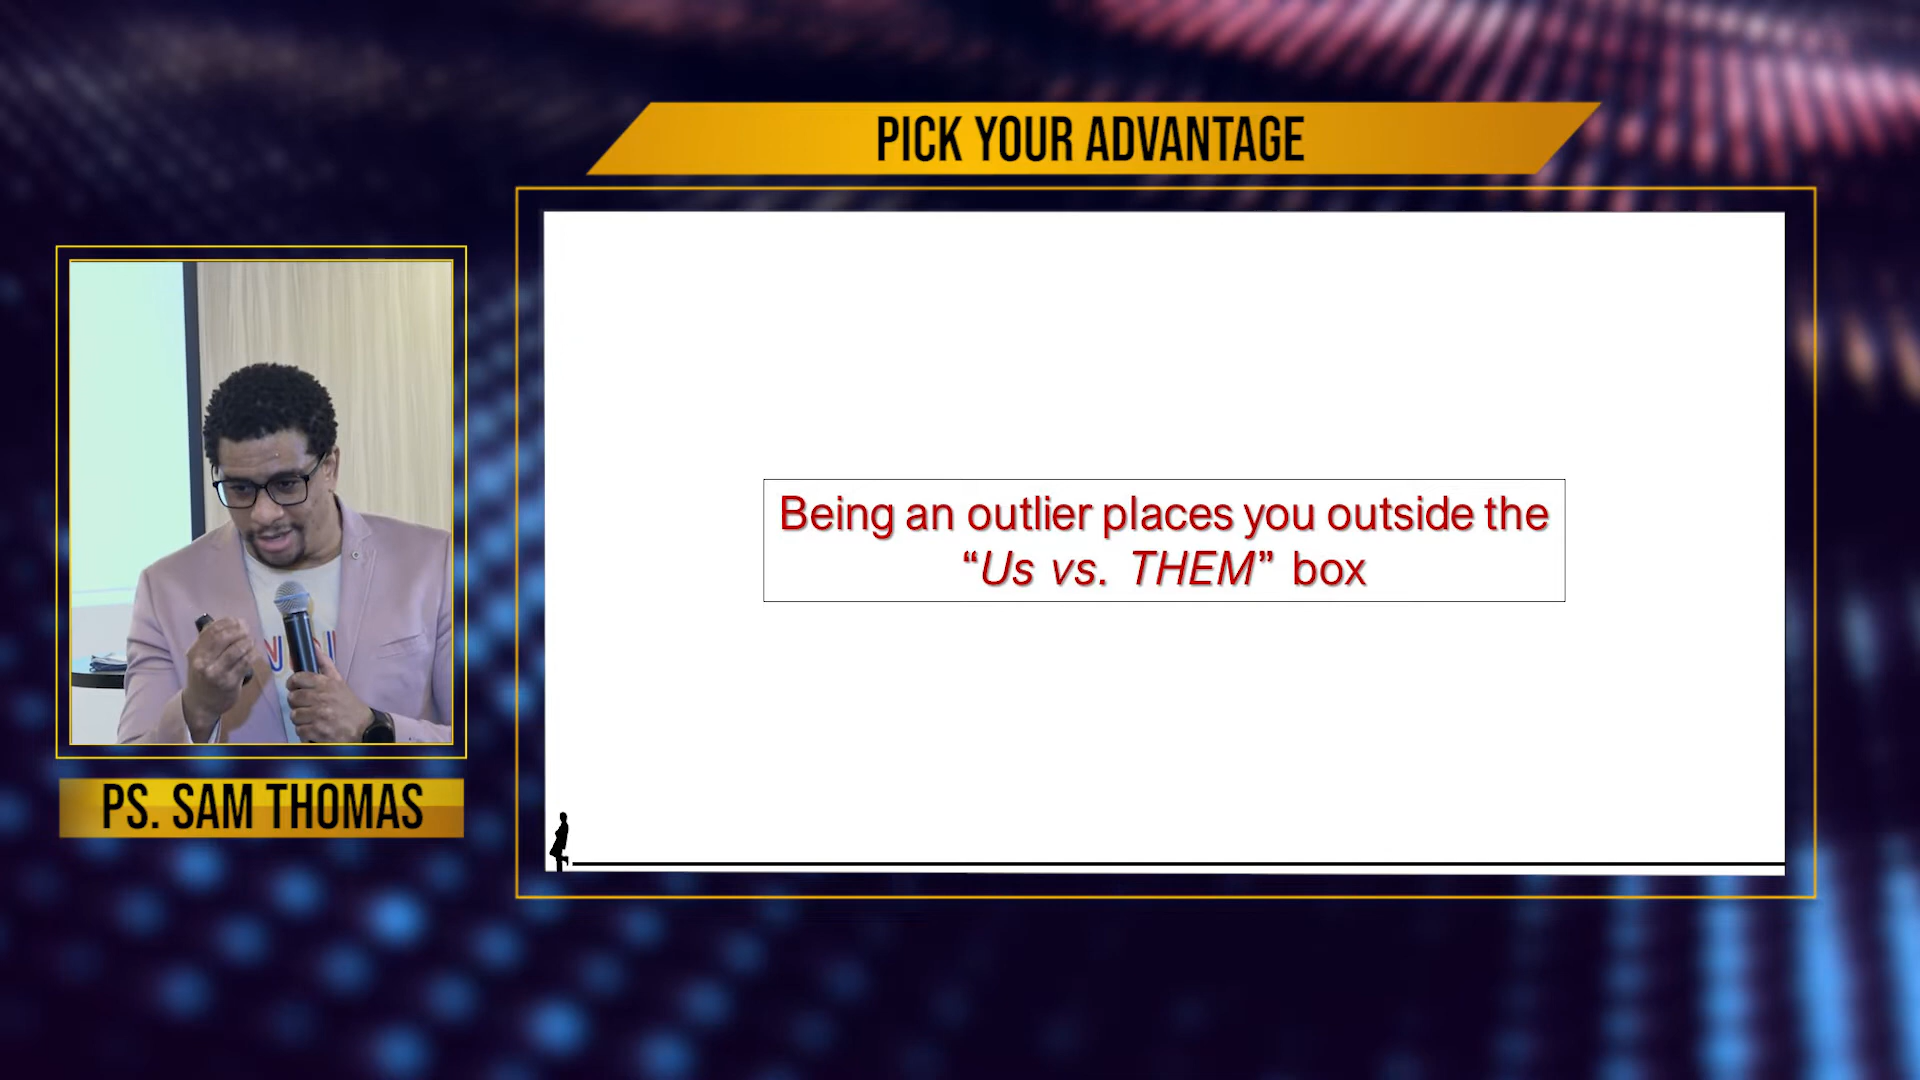 PICK YOUR ADVANTAGE
Being an outlier places you outside the
“Us vs. THEM” box
PS. SAM THOMAS